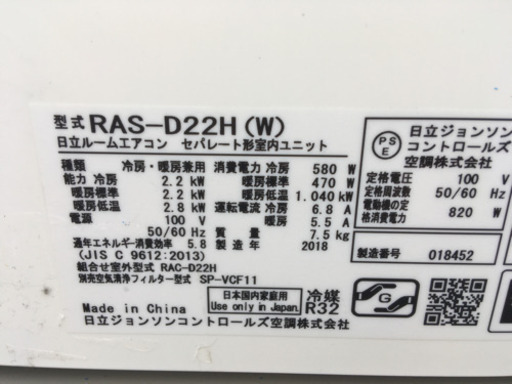 型式 RAS-D22H (W)
日立ルームエアコン セパレート形室内ユニット
種類 冷房・暖房兼用 消費電力 冷房 580 W
能力 冷房 2.2 kW 暖房標準 470 W
暖房標準 2.2 kW 暖房低温 1.040 kW
暖房低温 2.8 kW 運転電流 冷房 6.8 A
電源 100 V 暖房 5.5 A
50/60 Hz 質量 7.5 kg
通年エネルギー消費効率 5.8 製造年 2018
(JIS C 9612:2013)
組合せ室外型式 RAC-D22H
別売空気清浄フィルター型式 SP-VCF11
Made in China
日本国内家庭用
Use only in Japan
冷媒
R32
日立ジョンソンコントロールズ空調株式会社
PS
E
日立ジョンソン
コントロールズ
空調株式会社
定格電圧 100 V
定格周波数 50/60 Hz
電動機の定
格消費電力 820 W
製造番号 018452
G